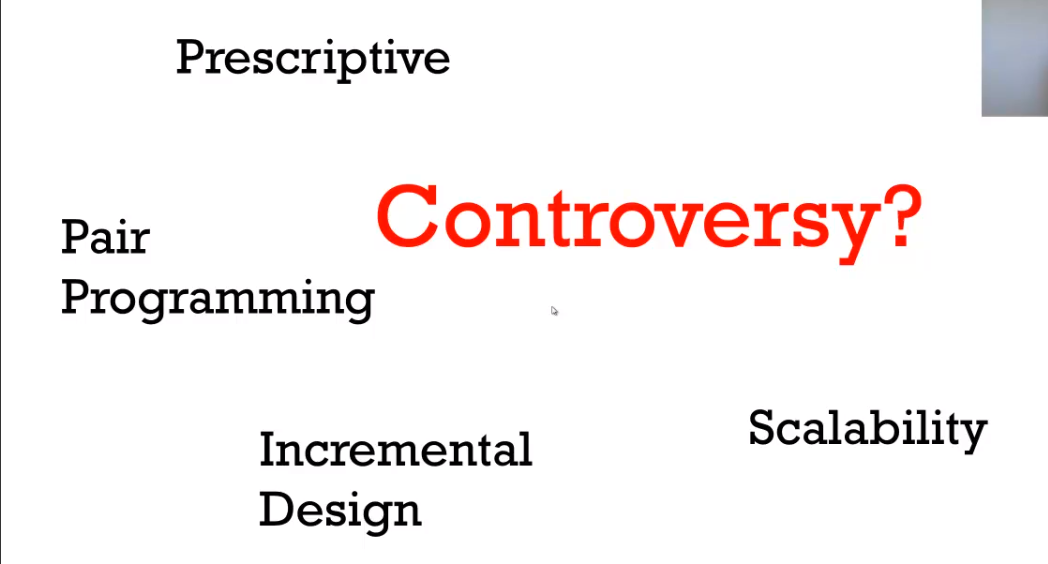 Prescriptive
Controversy?
Pair
Programming
Incremental
Design
Scalability